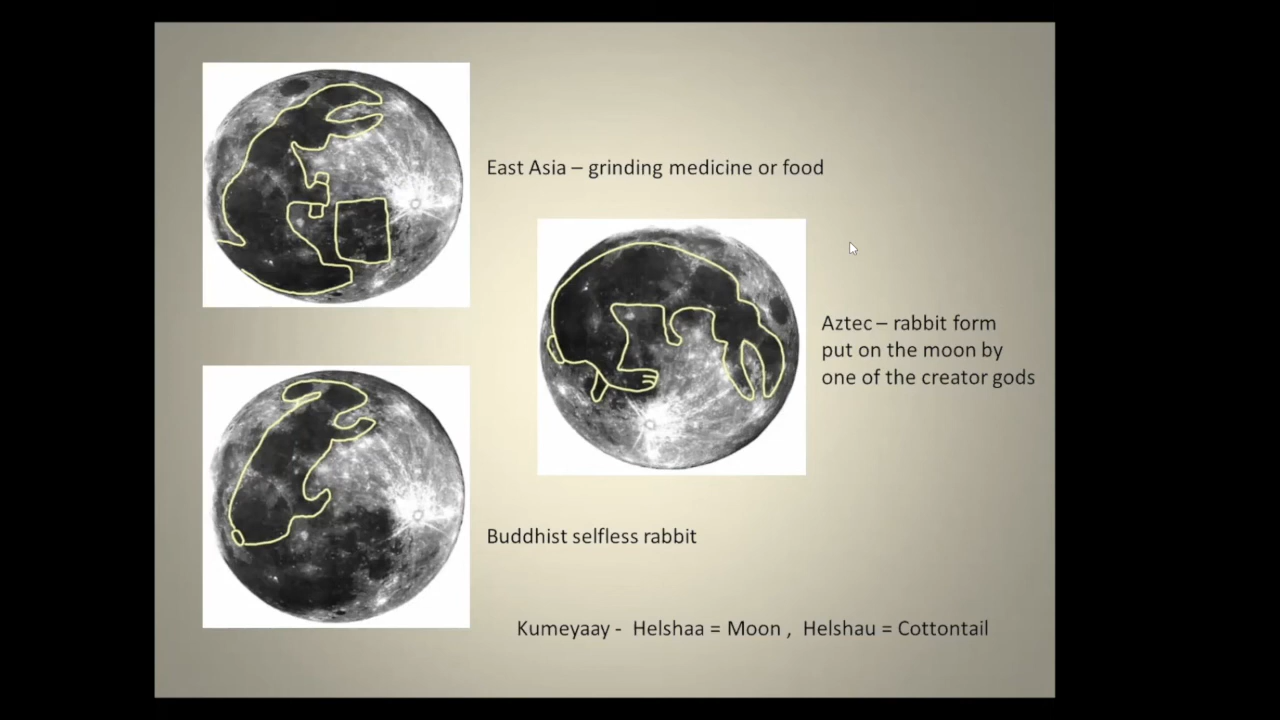 East Asia – grinding medicine or food
Aztec – rabbit form
put on the moon by
one of the creator gods
Buddhist selfless rabbit
Kumeyaay - Helshaa = Moon , Helshau = Cottontail